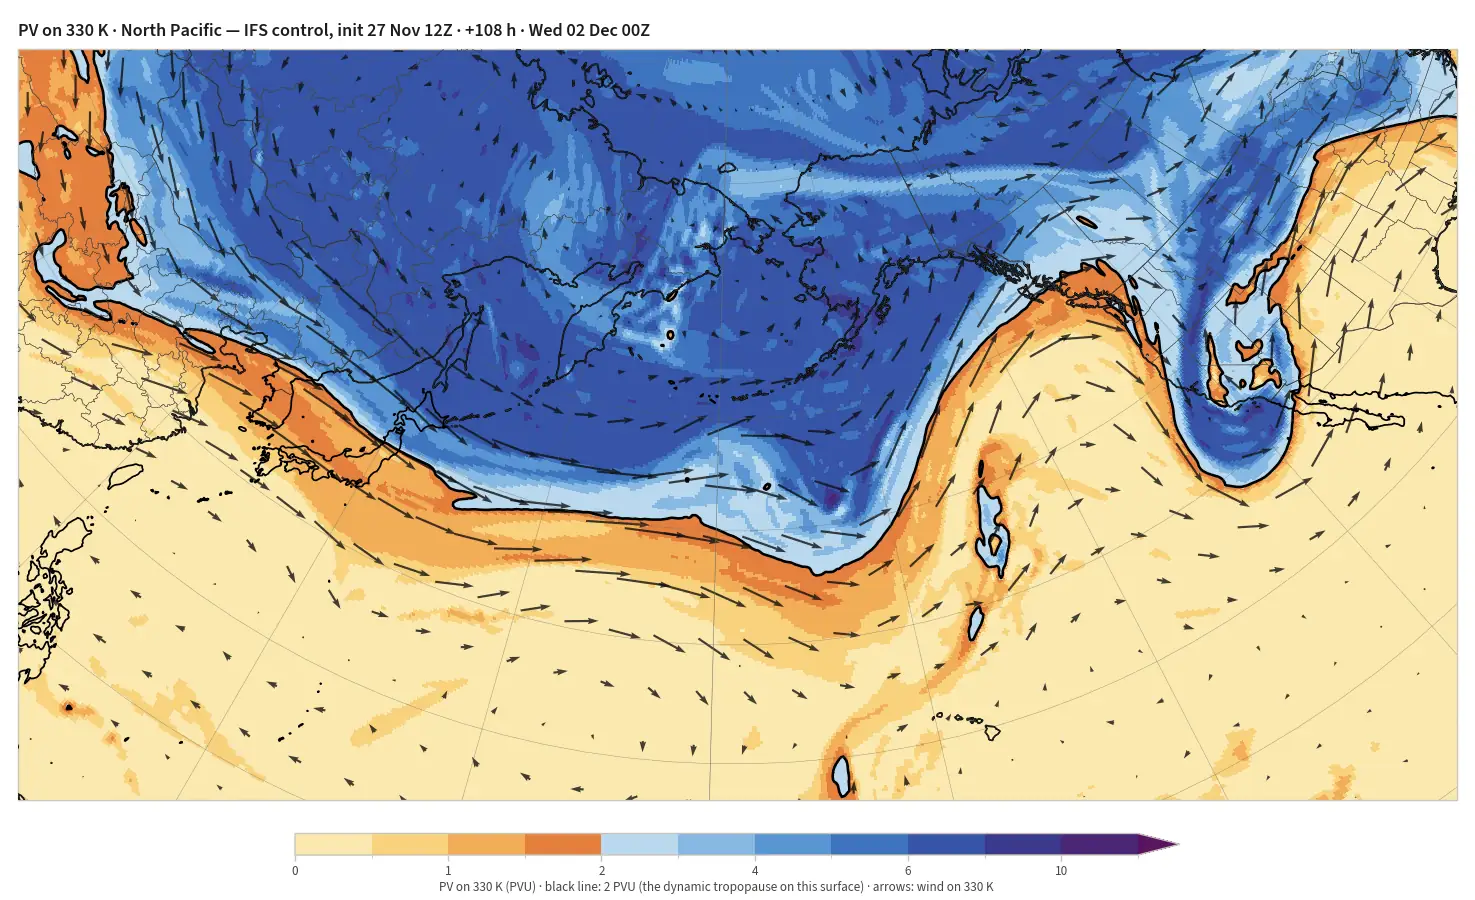 PV on 330 K · North Pacific — IFS control, init 27 Nov 12Z · +108 h · Wed 02 Dec 00Z
0 1 2 4 6 10
PV on 330 K (PVU) · black line: 2 PVU (the dynamic tropopause on this surface) · arrows: wind on 330 K